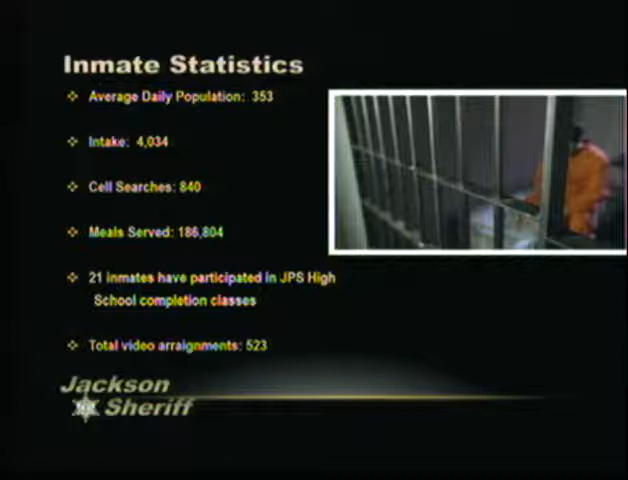 Inmate Statistics
Average Daily Population: 353
Intake: 4,034
Cell Searches: 840
Meals Served: 186,804
21 inmates have participated in JPS High
School completion classes
Total video arraignments: 523
Jackson
Sheriff